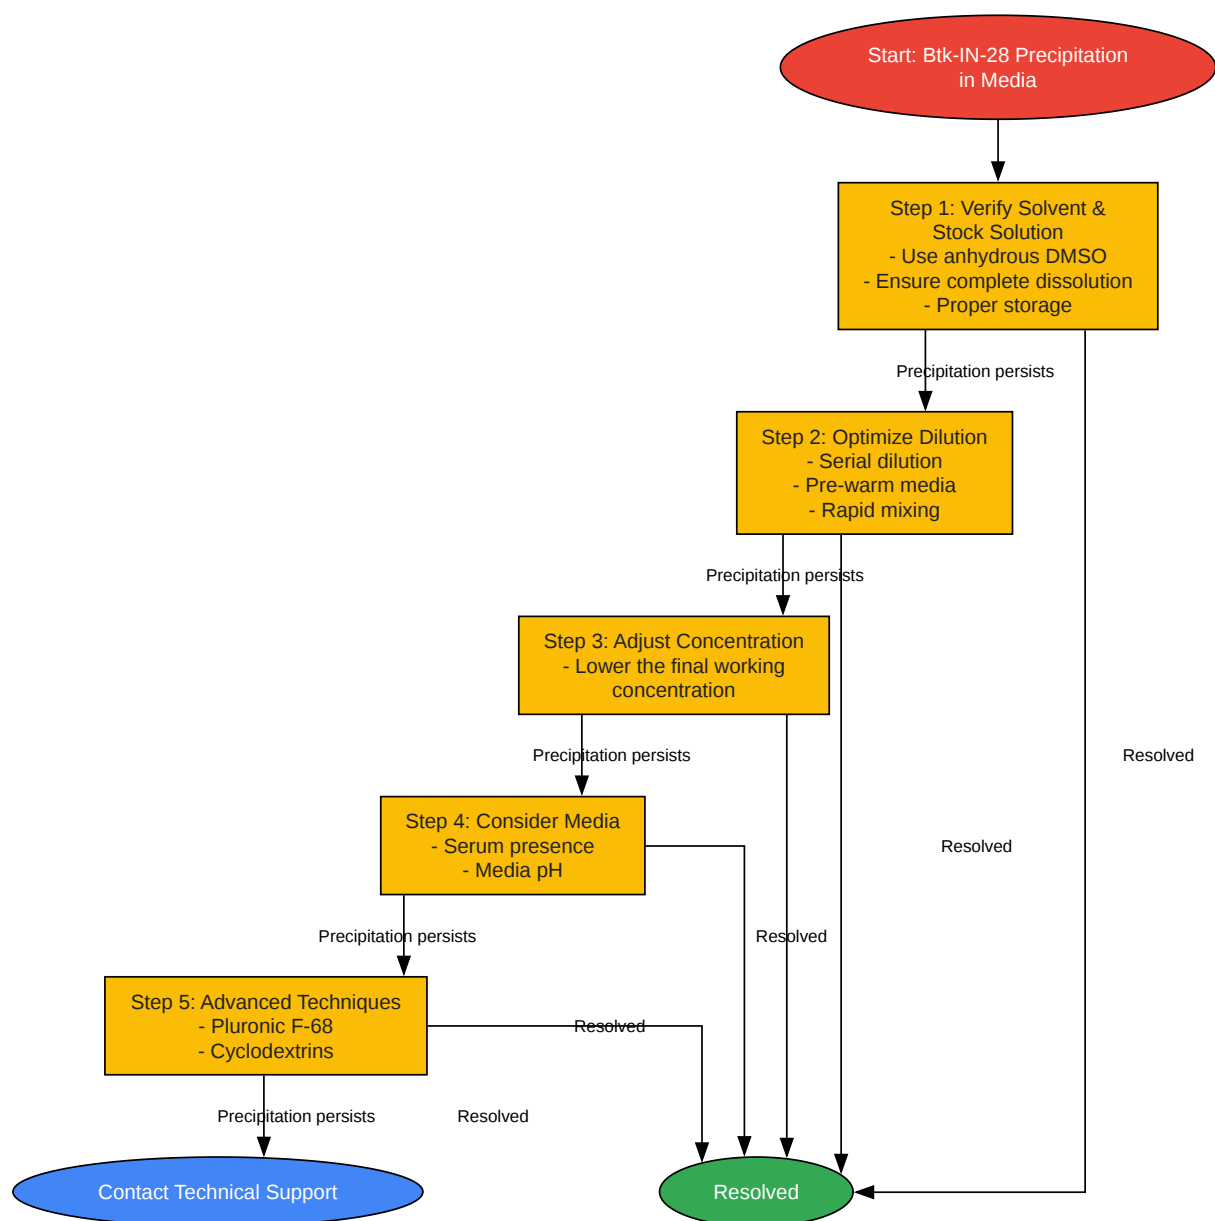 Start: Btk-IN-28 Precipitation
in Media
Step 1: Verify Solvent &
Stock Solution
- Use anhydrous DMSO
- Ensure complete dissolution
- Proper storage
Precipitation persists
Step 2: Optimize Dilution
- Serial dilution
- Pre-warm media
- Rapid mixing
Precipitation persists
Step 3: Adjust Concentration
- Lower the final working
concentration
Precipitation persists
Resolved
Step 4: Consider Media
- Serum presence
- Media pH
Resolved
Precipitation persists
Resolved
Step 5: Advanced Techniques
- Pluronic F-68
- Cyclodextrins
Resolved
Precipitation persists
Resolved
Contact Technical Support
Resolved